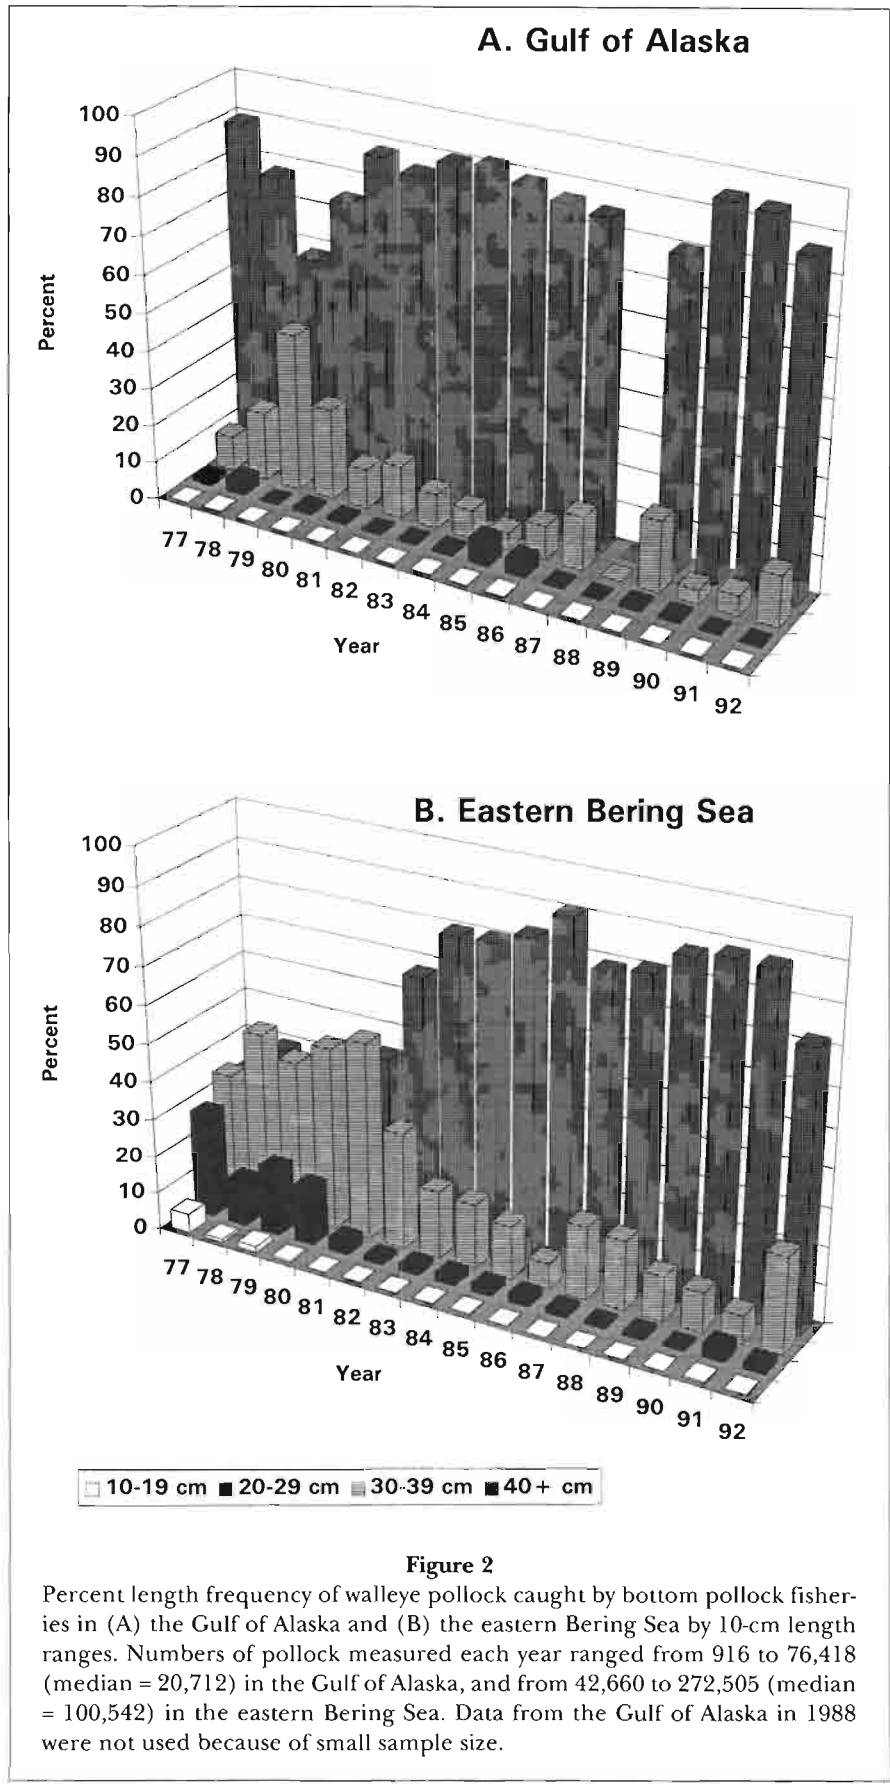 A. Gulf of Alaska
100
90
80
70
60
50
40
30
20
10
0
Percent
77 78 79 80 81 82 83 84 85 86 87 88 89 90 91 92
Year
B. Eastern Bering Sea
100
90
80
70
60
50
40
30
20
10
0
Percent
77 78 79 80 81 82 83 84 85 86 87 88 89 90 91 92
Year
10-19 cm 20-29 cm 30-39 cm 40+ cm
Figure 2
Percent length frequency of walleye pollock caught by bottom pollock fisher-
ies in (A) the Gulf of Alaska and (B) the eastern Bering Sea by 10-cm length
ranges. Numbers of pollock measured each year ranged from 916 to 76,418
(median = 20,712) in the Gulf of Alaska, and from 42,660 to 272,505 (median
= 100,542) in the eastern Bering Sea. Data from the Gulf of Alaska in 1988
were not used because of small sample size.